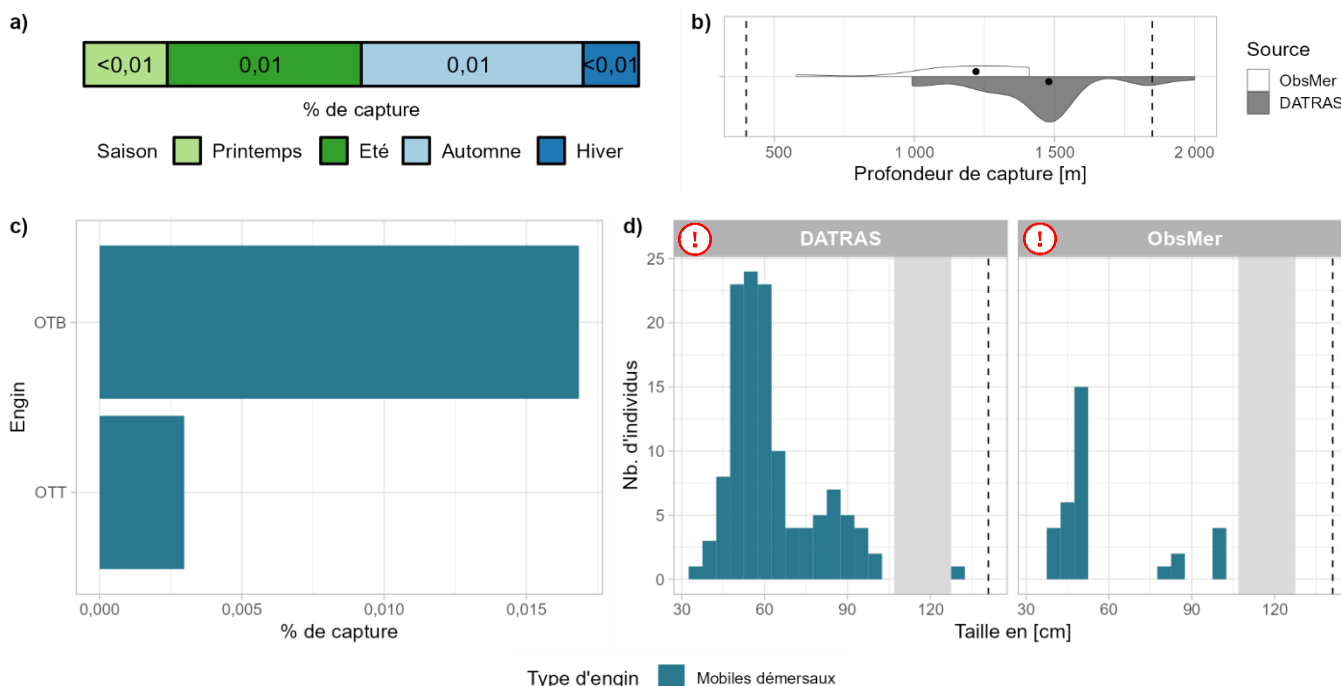 a)
<0,01 0,01 0,01 <0,01
% de capture
Saison Printemps Eté Automne Hiver
b)
500 1 000 1 500 2 000
Profondeur de capture [m]
Source
ObsMer
DATRAS
c)
Engin
OTB
OTT
0,000 0,005 0,010 0,015
% de capture
d)
! DATRAS ! ObsMer
Nb. d'individus
25
20
15
10
5
0
30 60 90 120 30 60 90 120
Taille en [cm]
Type d'engin Mobiles démersaux